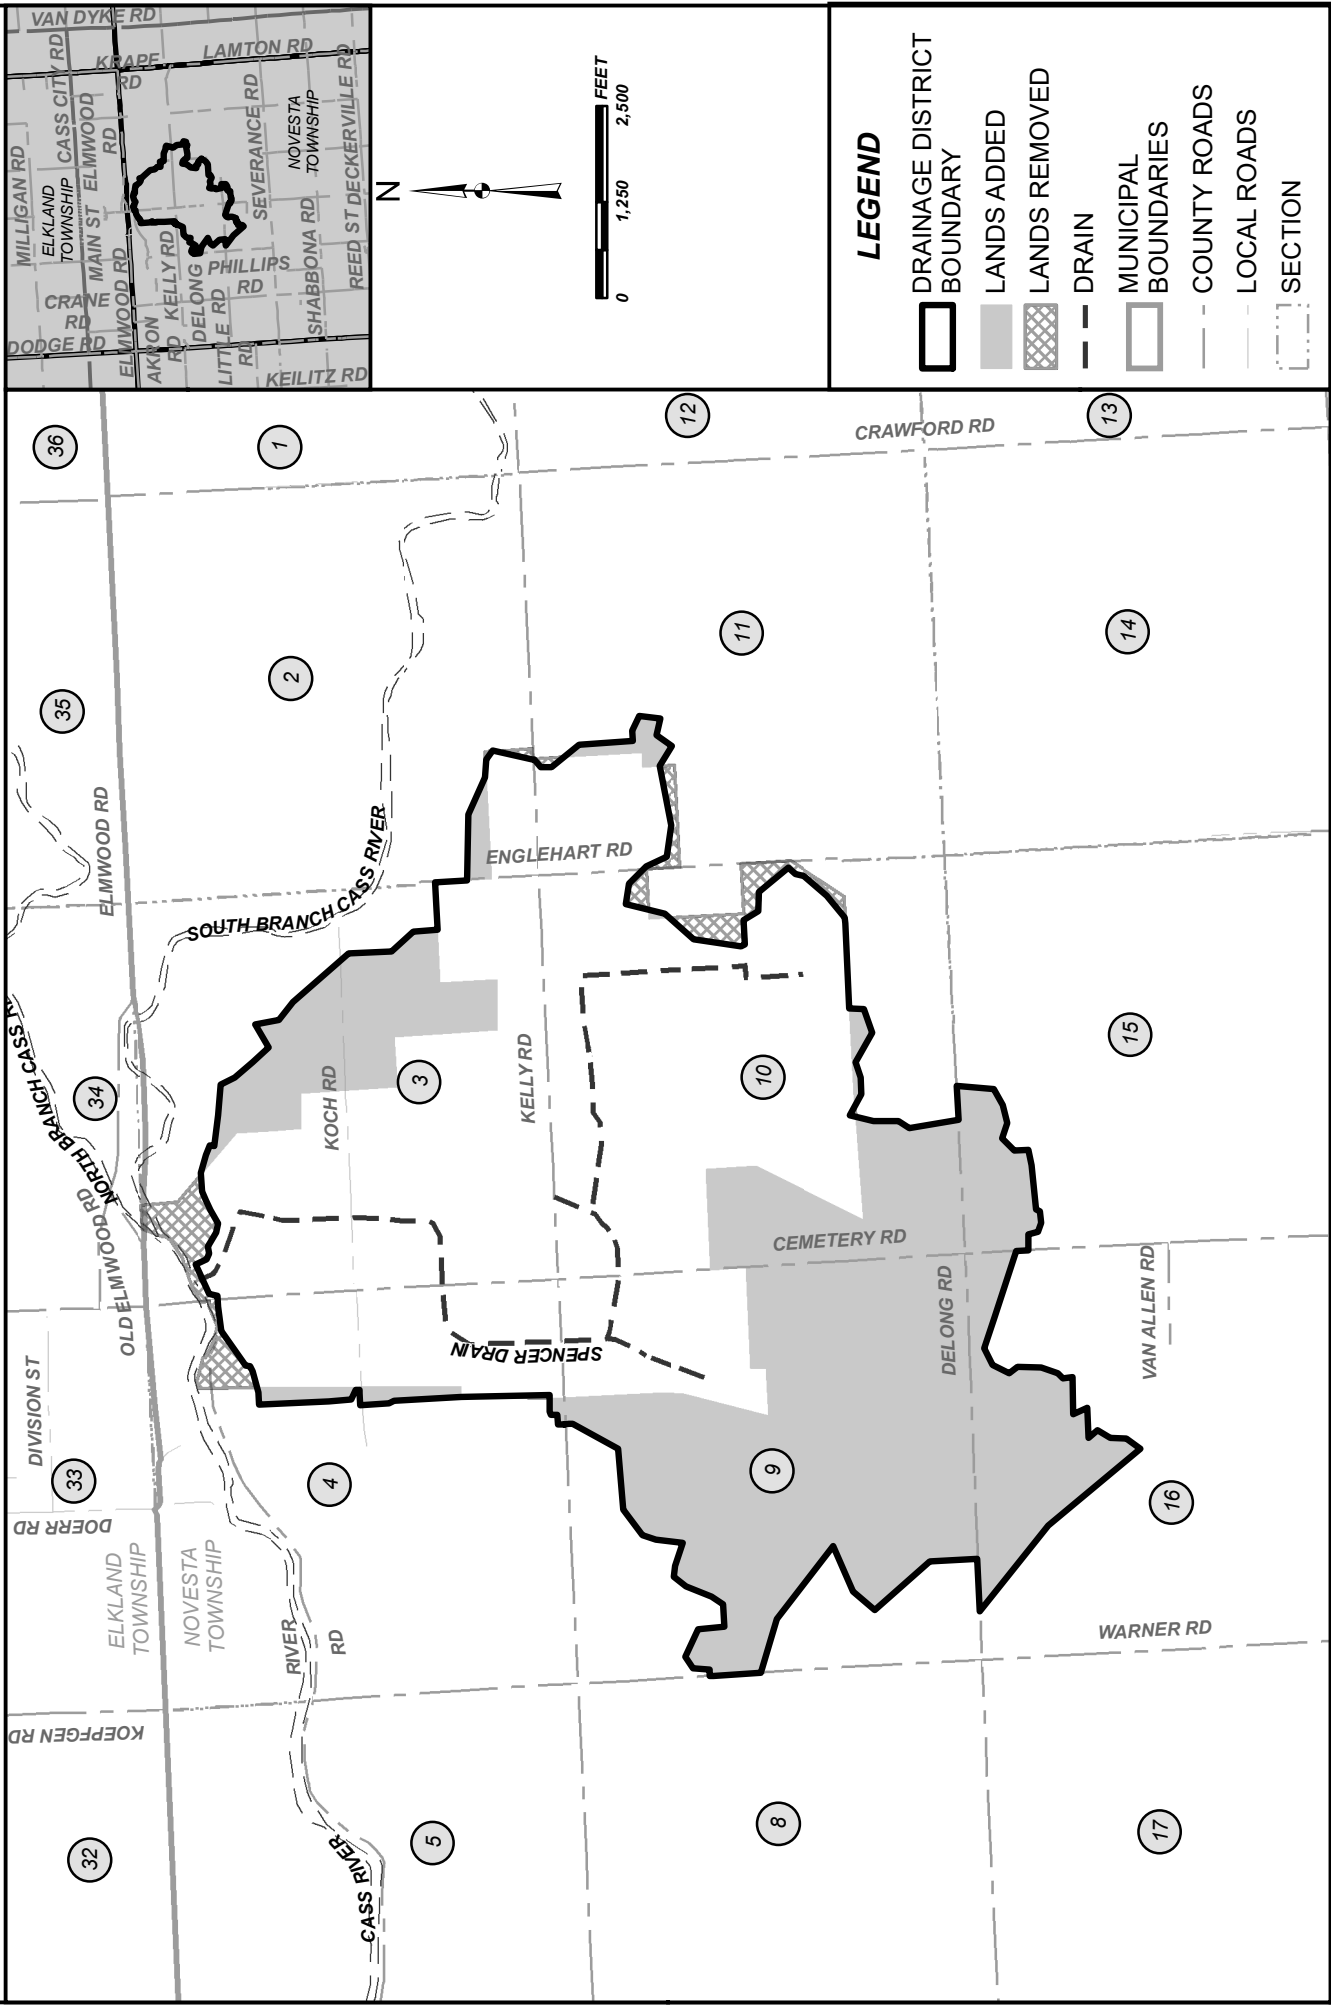 VAN DYKE RD
LAMTON RD
KRAPF
RD
CASS CITY RD
MILLIGAN RD
ELKLAND
TOWNSHIP
MAIN ST
ELMWOOD
RD
SEVERANCE RD
NOVESTA
TOWNSHIP
DECKERVILLE RD
REED ST
SHABBONA RD
PHILLIPS
RD
CRANE
RD
DODGE RD
ELMWOOD RD
AKRON
RD
KELLY RD
DELONG
LITTLE RD
RD
KEILITZ RD
N
0
1,250
2,500
FEET
LEGEND
DRAINAGE DISTRICT
BOUNDARY
LANDS ADDED
LANDS REMOVED
DRAIN
MUNICIPAL
BOUNDARIES
COUNTY ROADS
LOCAL ROADS
SECTION
36
1
12
13
CRAWFORD RD
35
2
11
14
ELMWOOD RD
SOUTH BRANCH CASS RIVER
ENGLEHART RD
NORTH BRANCH CASS
34
3
10
15
KOCH RD
KELLY RD
OLD ELMWOOD RD
RD
CEMETERY RD
DELONG RD
VAN ALLEN RD
SPENCER DRAIN
DIVISION ST
33
4
9
16
DOERR RD
ELKLAND
TOWNSHIP
NOVESTA
TOWNSHIP
RIVER
RD
WARNER RD
KOEPFGEN RD
32
5
8
17
CASS RIVER